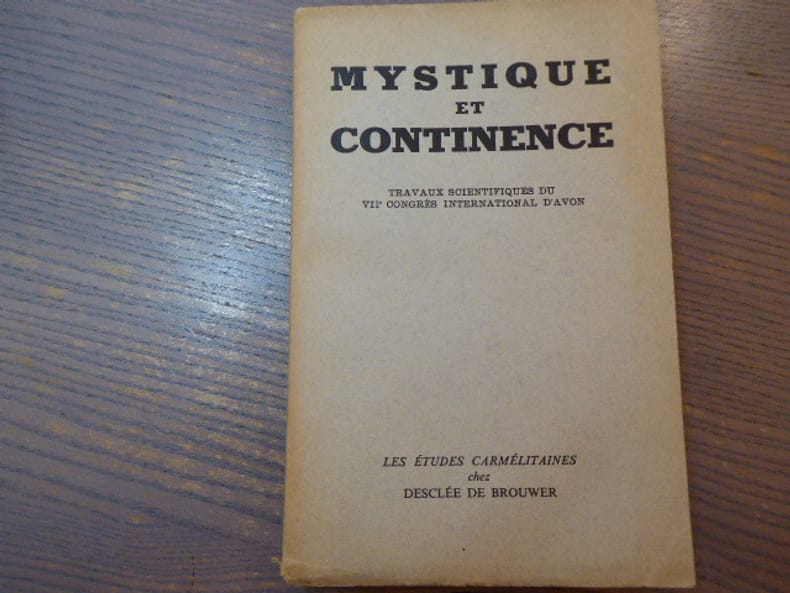 MYSTIQUE
ET
CONTINENCE
TRAVAUX SCIENTIFIQUES DU
VIIe CONGRÈS INTERNATIONAL D'AVON
LES ÉTUDES CARMÉLITAINES
chez
DESCLÉE DE BROUWER